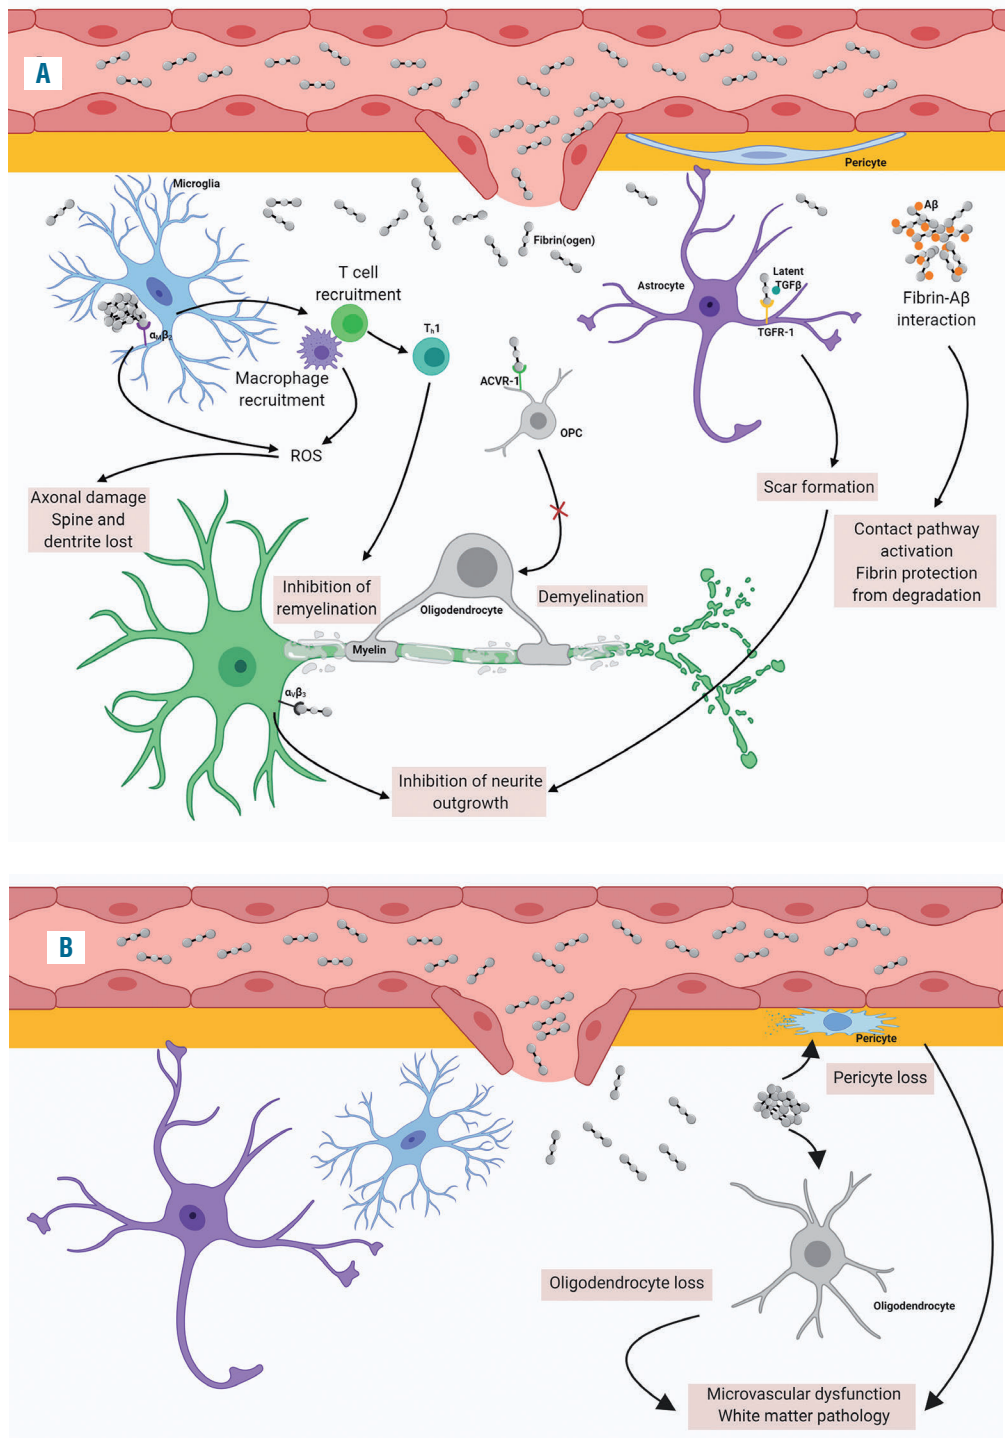 A
Pericyte
Microglia
Aβ
Fibrin(ogen)
T cell
recruitment
Astrocyte
Latent
TGFβ
Fibrin-Aβ
interaction
αMβ2
Th1
TGFR-1
Macrophage
recruitment
ACVR-1
OPC
ROS
Axonal damage
Spine and
dentrite lost
Scar formation
Contact pathway
activation
Fibrin protection
from degradation
Inhibition of
remyelination
Oligodendrocyte
Demyelination
Myelin
αVβ3
Inhibition of neurite
outgrowth
B
Pericyte
Pericyte loss
Oligodendrocyte loss
Oligodendrocyte
Microvascular dysfunction
White matter pathology